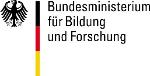 Bundesministerium
für Bildung
und Forschung